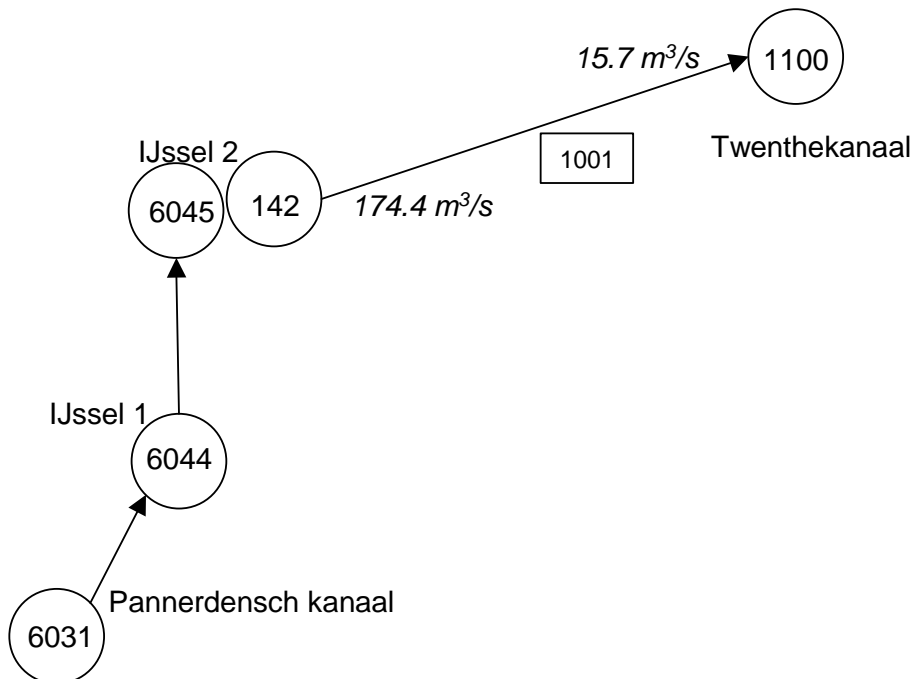 15.7 m³/s
1100
Twenthekanaal
IJssel 2
1001
6045
142
174.4 m³/s
IJssel 1
6044
Pannerdensch kanaal
6031